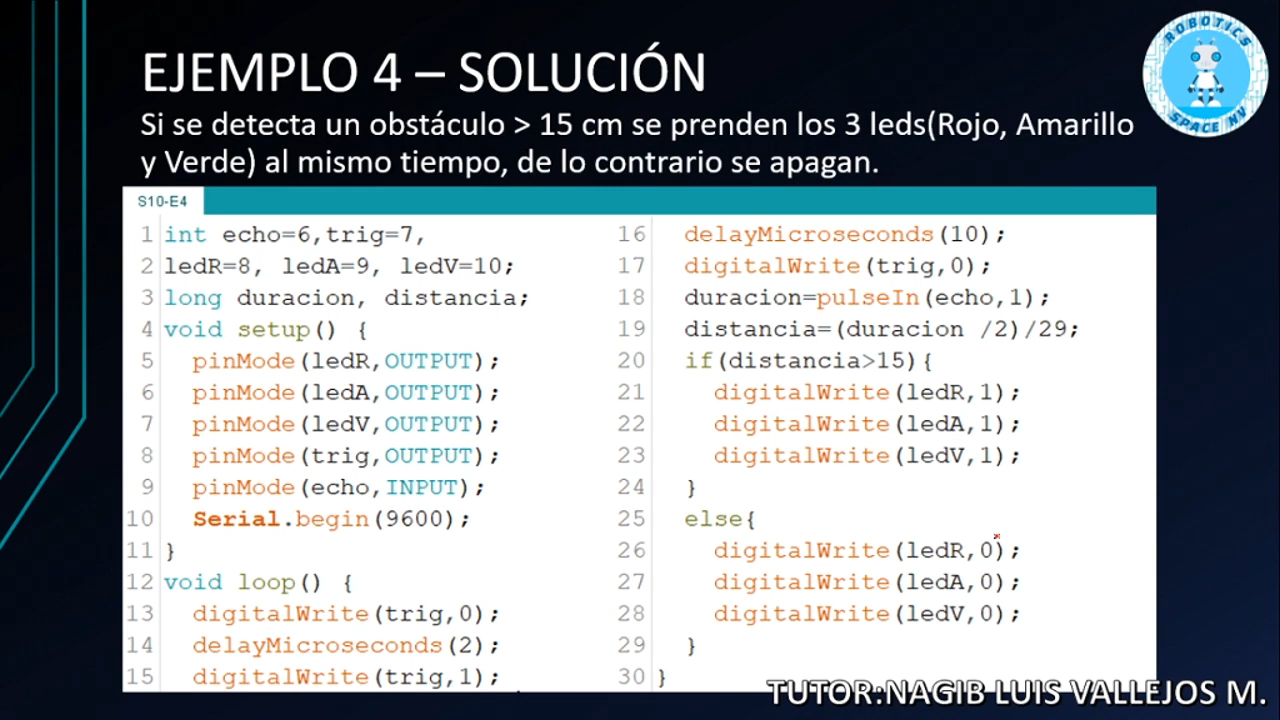 EJEMPLO 4 – SOLUCIÓN
Si se detecta un obstáculo > 15 cm se prenden los 3 leds(Rojo, Amarillo
y Verde) al mismo tiempo, de lo contrario se apagan.
ROBOTICS
SPACE NV
S10-E4
1 int echo=6,trig=7,
2 ledR=8, ledA=9, ledV=10;
3 long duracion, distancia;
4 void setup() {
5 pinMode(ledR,OUTPUT);
6 pinMode(ledA,OUTPUT);
7 pinMode(ledV,OUTPUT);
8 pinMode(trig,OUTPUT);
9 pinMode(echo,INPUT);
10 Serial.begin(9600);
11 }
12 void loop() {
13 digitalWrite(trig,0);
14 delayMicroseconds(2);
15 digitalWrite(trig,1);
16 delayMicroseconds(10);
17 digitalWrite(trig,0);
18 duracion=pulseIn(echo,1);
19 distancia=(duracion /2)/29;
20 if(distancia>15){
21 digitalWrite(ledR,1);
22 digitalWrite(ledA,1);
23 digitalWrite(ledV,1);
24 }
25 else{
26 digitalWrite(ledR,0);
27 digitalWrite(ledA,0);
28 digitalWrite(ledV,0);
29 }
30 }
TUTOR:NAGIB LUIS VALLEJOS M.